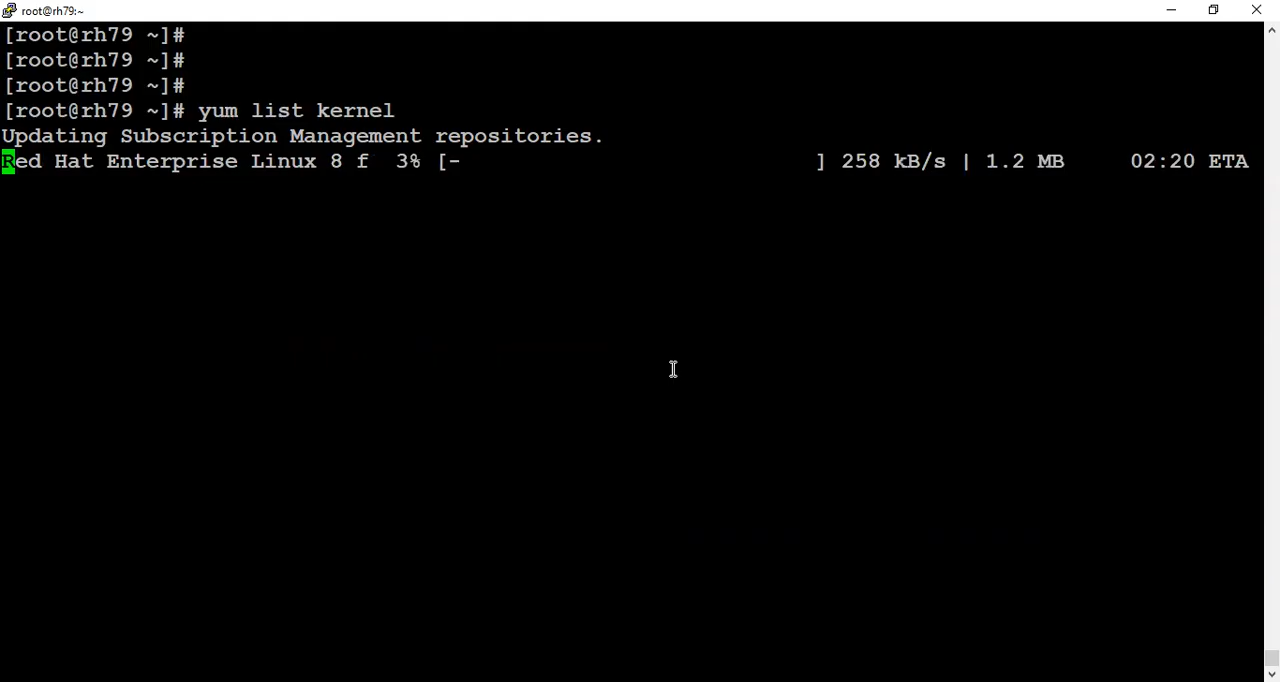 root@rh79:~
[root@rh79 ~]#
[root@rh79 ~]#
[root@rh79 ~]#
[root@rh79 ~]# yum list kernel
Updating Subscription Management repositories.
Red Hat Enterprise Linux 8 f  3% [-                           ] 258 kB/s | 1.2 MB     02:20 ETA